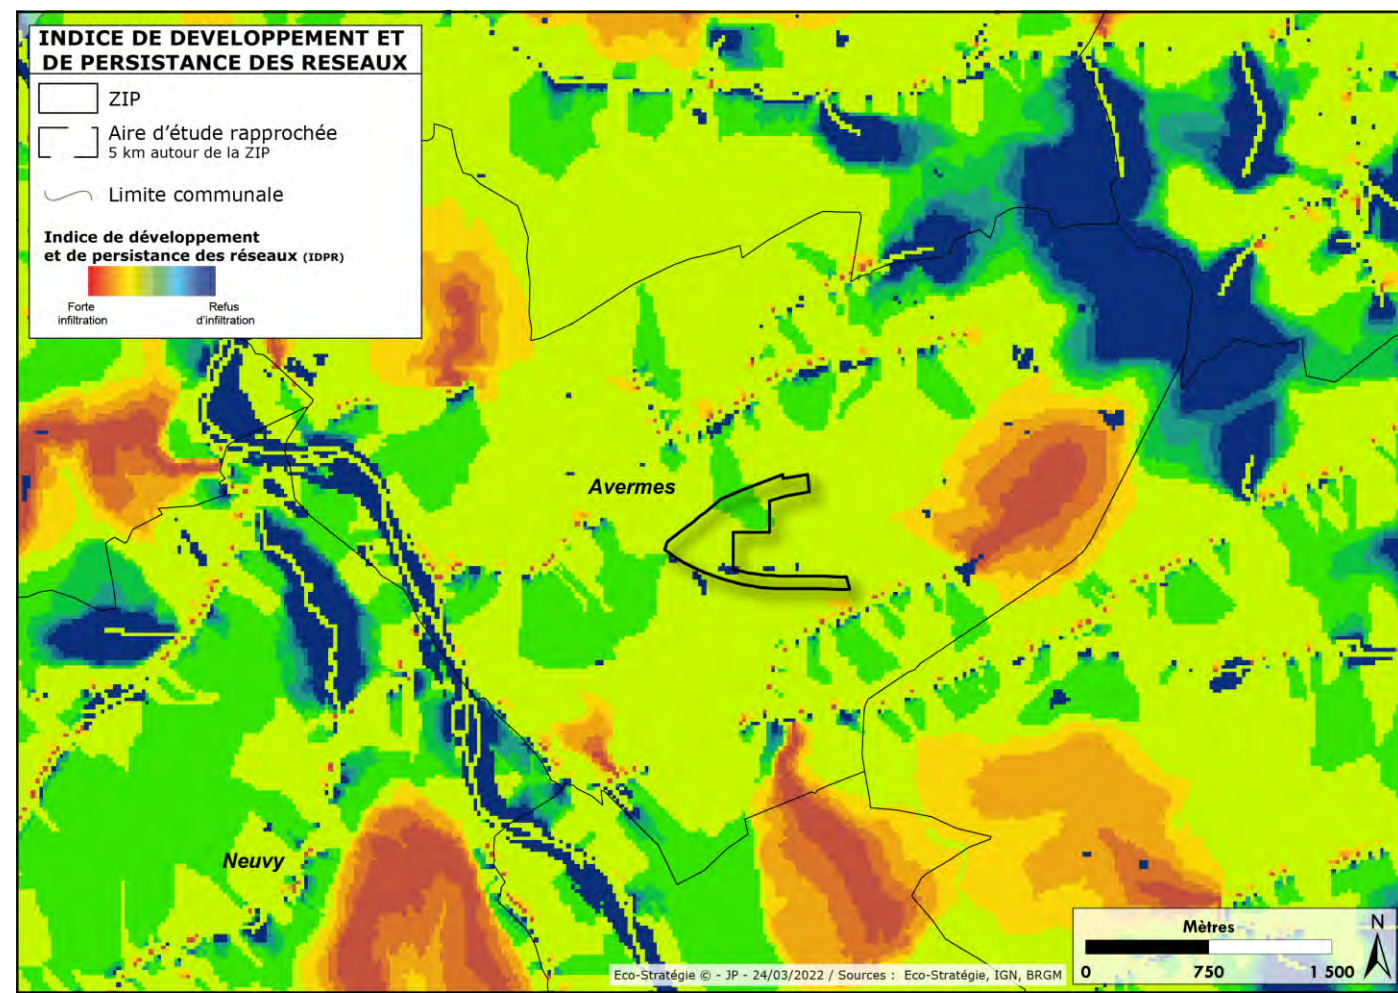 INDICE DE DEVELOPPEMENT ET
DE PERSISTANCE DES RESEAUX
ZIP
Aire d'étude rapprochée
5 km autour de la ZIP
Limite communale
Indice de développement
et de persistance des réseaux (IDPR)
Forte
infiltration
Refus
d'infiltration
Avermes
Neuvy
Mètres
N
0 750 1 500
Eco-Stratégie © - JP - 24/03/2022 / Sources : Eco-Stratégie, IGN, BRGM